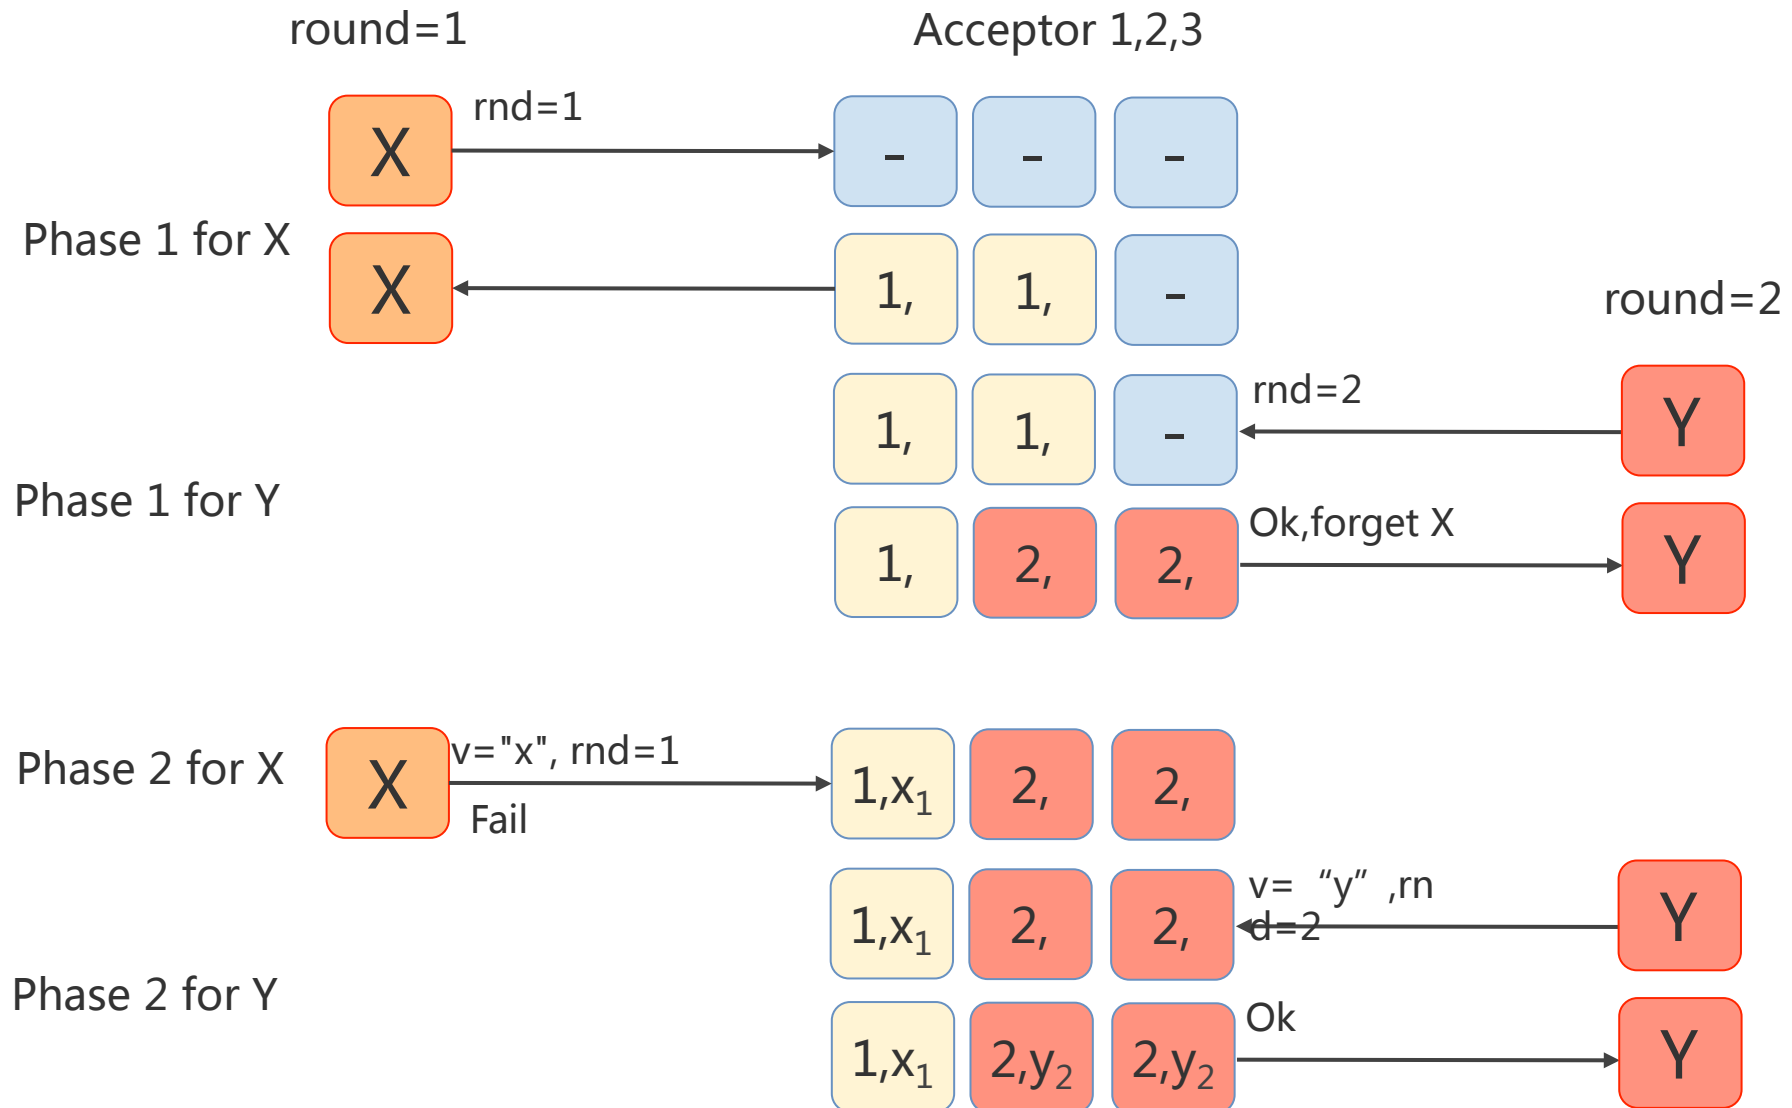 round=1
Acceptor 1,2,3
rnd=1
X
-
-
-
Phase 1 for X
X
1,
1,
-
round=2
rnd=2
1,
1,
-
Y
Phase 1 for Y
Ok,forget X
1,
2,
2,
Y
Phase 2 for X
X
v="x", rnd=1
Fail
1,x₁
2,
2,
v= “y” ,rn
d=2
1,x₁
2,
2,
Y
Phase 2 for Y
Ok
1,x₁
2,y₂
2,y₂
Y